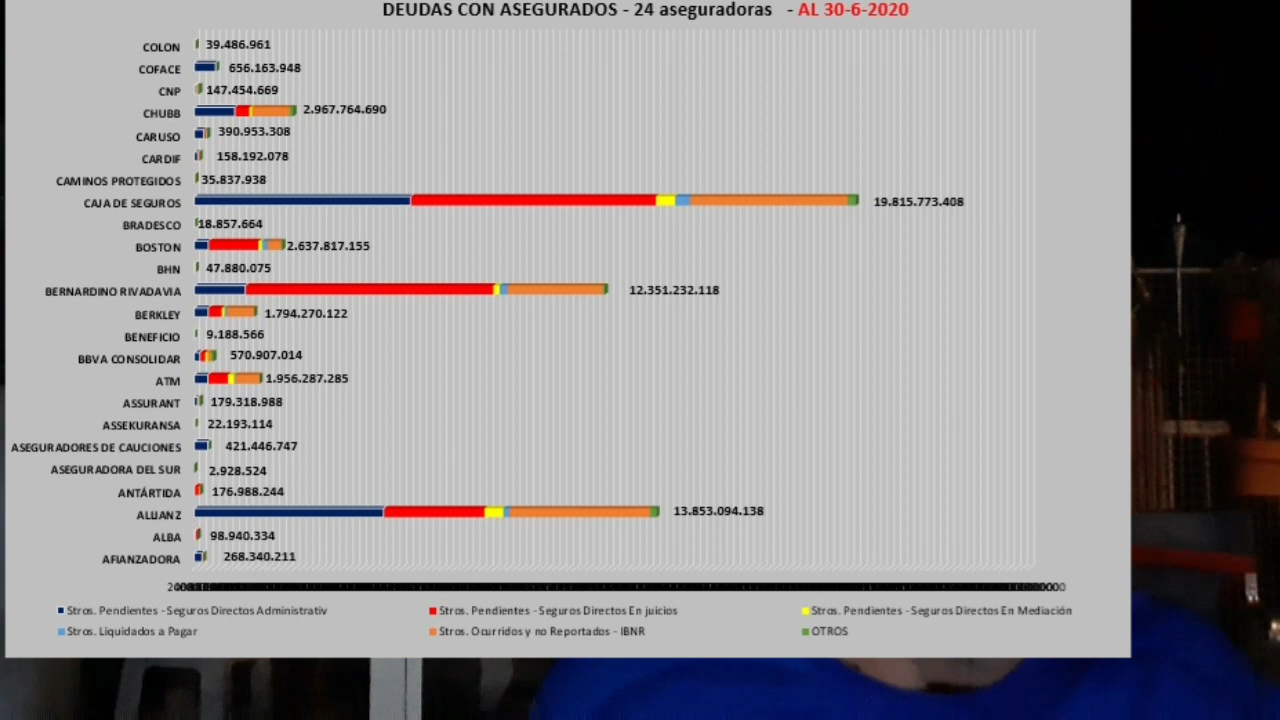 DEUDAS CON ASEGURADOS - 24 aseguradoras - AL 30-6-2020
COLON 39.486.961
COFACE 656.163.948
CNP 147.454.669
CHUBB 2.967.764.690
CARUSO 390.953.308
CARDIF 158.192.078
CAMINOS PROTEGIDOS 35.837.938
CAJA DE SEGUROS 19.815.773.408
BRADESCO 18.857.664
BOSTON 2.637.817.155
BHN 47.880.075
BERNARDINO RIVADAVIA 12.351.232.118
BERKLEY 1.794.270.122
BENEFICIO 9.188.566
BBVA CONSOLIDAR 570.907.014
ATM 1.956.287.285
ASSURANT 179.318.988
ASSEKURANSA 22.193.114
ASEGURADORES DE CAUCIONES 421.446.747
ASEGURADORA DEL SUR 2.928.524
ANTÁRTIDA 176.988.244
ALLIANZ 13.853.094.138
ALBA 98.940.334
AFIANZADORA 268.340.211
Stros. Pendientes - Seguros Directos Administrativ Stros. Pendientes - Seguros Directos En juicios Stros. Pendientes - Seguros Directos En Mediación
Stros. Liquidados a Pagar Stros. Ocurridos y no Reportados - IBNR OTROS